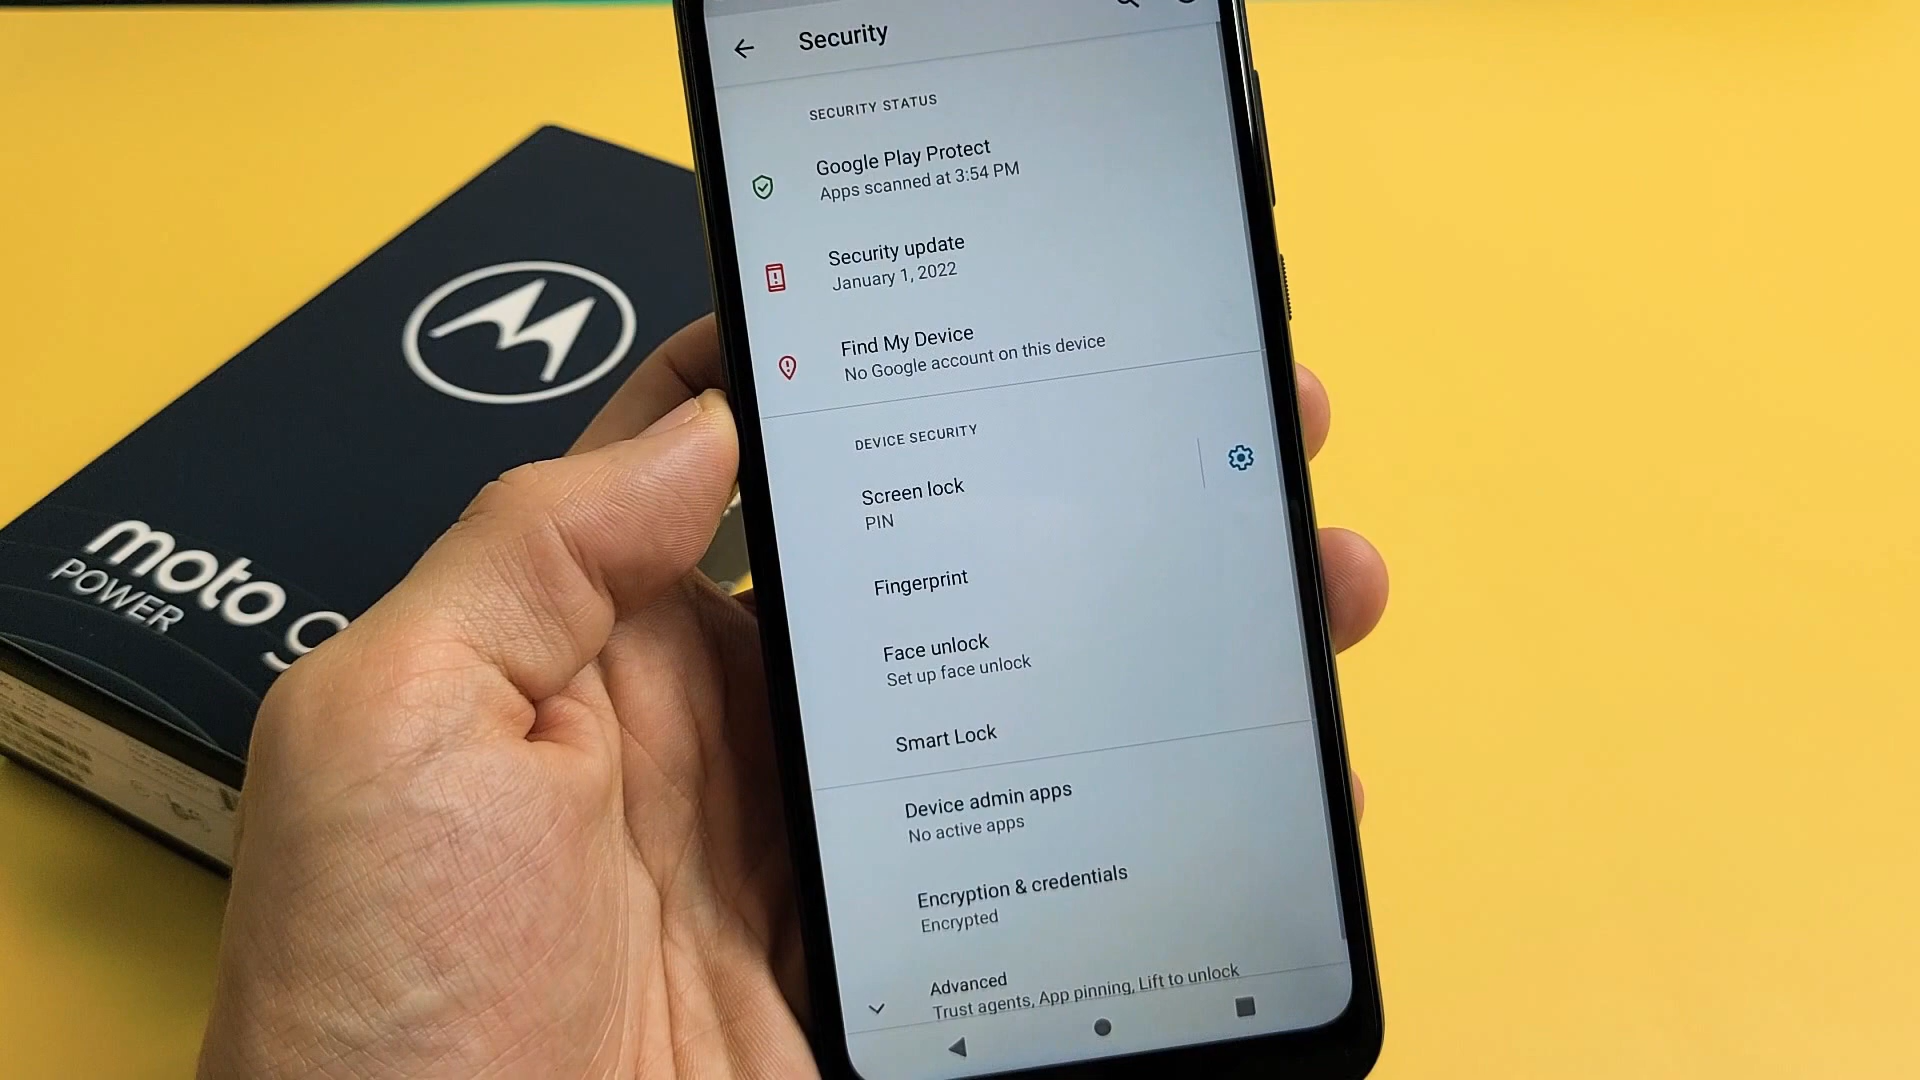 Security
SECURITY STATUS
Google Play Protect
Apps scanned at 3:54 PM
Security update
January 1, 2022
Find My Device
No Google account on this device
DEVICE SECURITY
Screen lock
PIN
Fingerprint
Face unlock
Set up face unlock
Smart Lock
Device admin apps
No active apps
Encryption & credentials
Encrypted
Advanced
Trust agents, App pinning, Lift to unlock
moto g
POWER